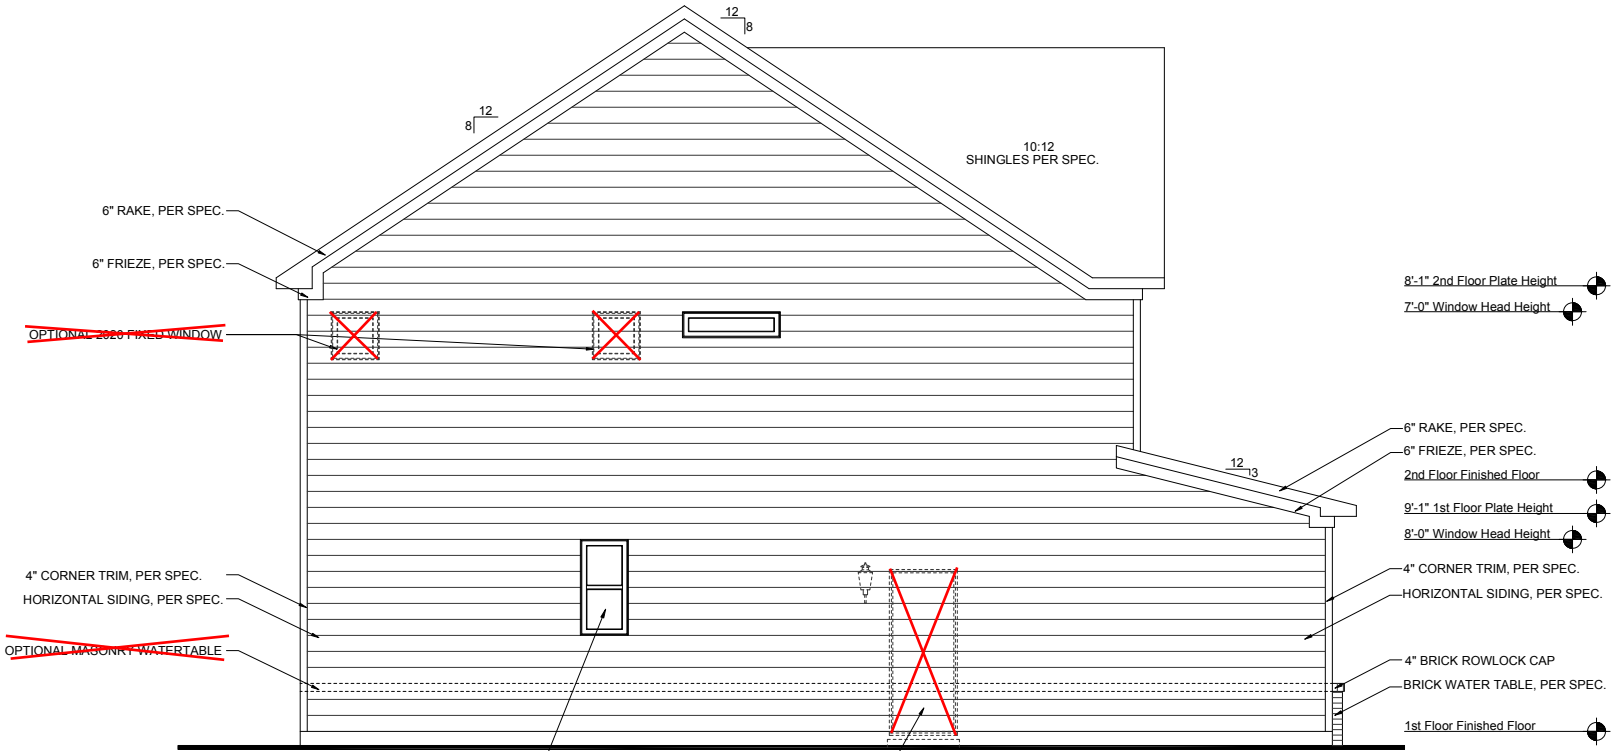 12
8
12
8
10:12
SHINGLES PER SPEC.
6" RAKE, PER SPEC.
6" FRIEZE, PER SPEC.
OPTIONAL 2020 FIXED WINDOW
4" CORNER TRIM, PER SPEC.
HORIZONTAL SIDING, PER SPEC.
OPTIONAL MASONRY WATERTABLE
8'-1" 2nd Floor Plate Height
7'-0" Window Head Height
12
3
6" RAKE, PER SPEC.
6" FRIEZE, PER SPEC.
2nd Floor Finished Floor
9'-1" 1st Floor Plate Height
8'-0" Window Head Height
4" CORNER TRIM, PER SPEC.
HORIZONTAL SIDING, PER SPEC.
4" BRICK ROWLOCK CAP
BRICK WATER TABLE, PER SPEC.
1st Floor Finished Floor